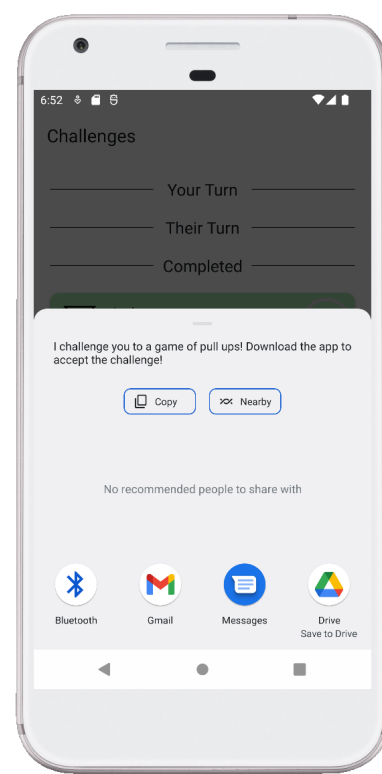 6:52
Challenges
Your Turn
Their Turn
Completed
I challenge you to a game of pull ups! Download the app to
accept the challenge!
Copy
Nearby
No recommended people to share with
Bluetooth
Gmail
Messages
Drive
Save to Drive